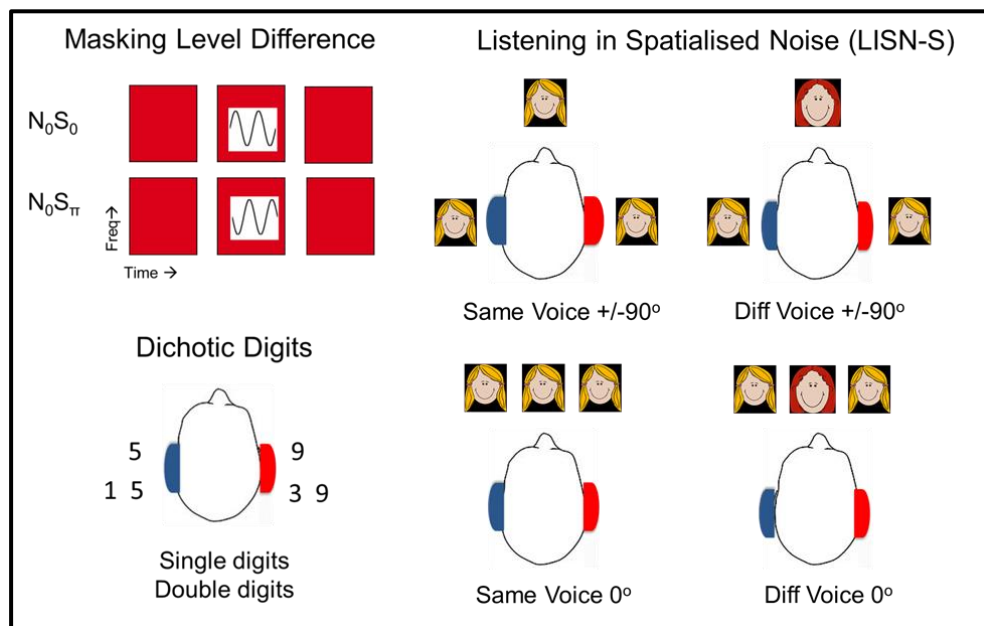 Masking Level Difference
N₀S₀
N₀Sπ
Freq→
Time →
Dichotic Digits
5 9
1 5 3 9
Single digits
Double digits
Listening in Spatialised Noise (LISN-S)
Same Voice +/-90º
Diff Voice +/-90º
Same Voice 0º
Diff Voice 0º